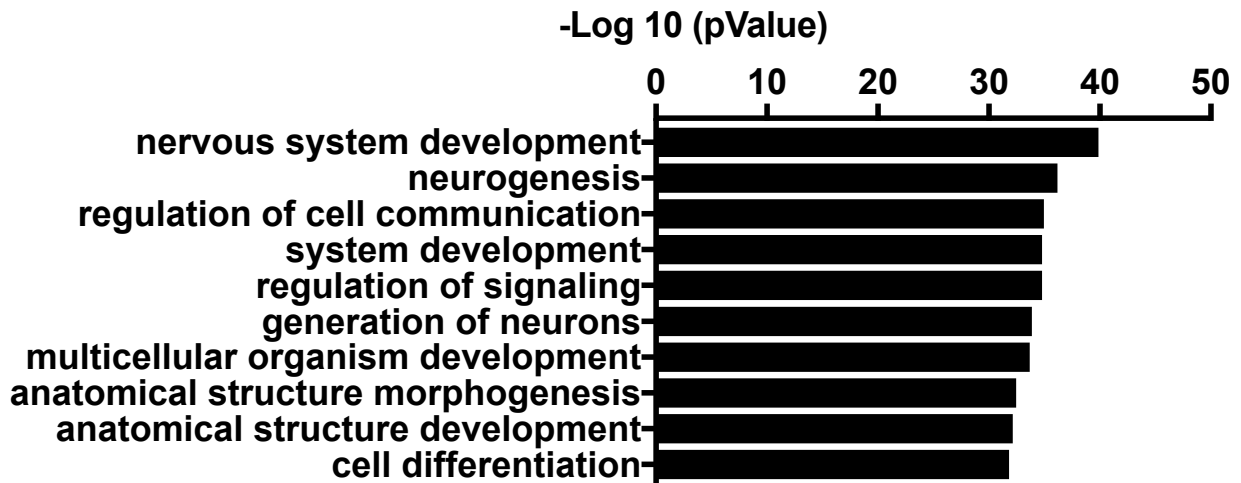 -Log 10 (pValue)
0 10 20 30 40 50
nervous system development
neurogenesis
regulation of cell communication
system development
regulation of signaling
generation of neurons
multicellular organism development
anatomical structure morphogenesis
anatomical structure development
cell differentiation